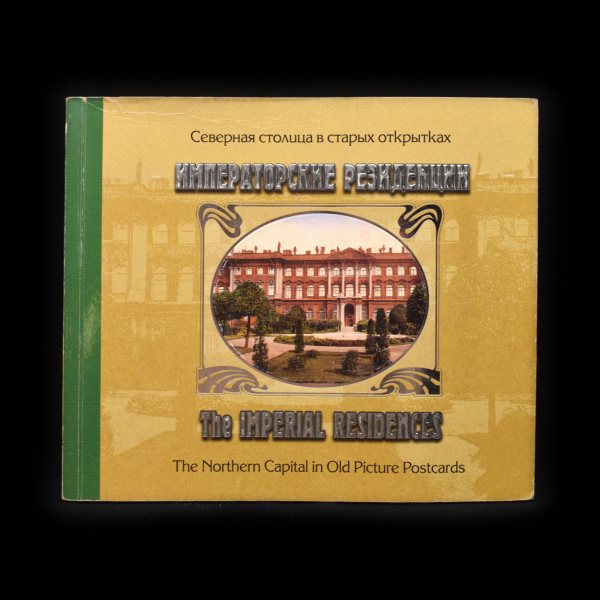 Северная столица в старых открытках
ИМПЕРАТОРСКИЕ РЕЗИДЕНЦИИ
The IMPERIAL RESIDENCES
The Northern Capital in Old Picture Postcards